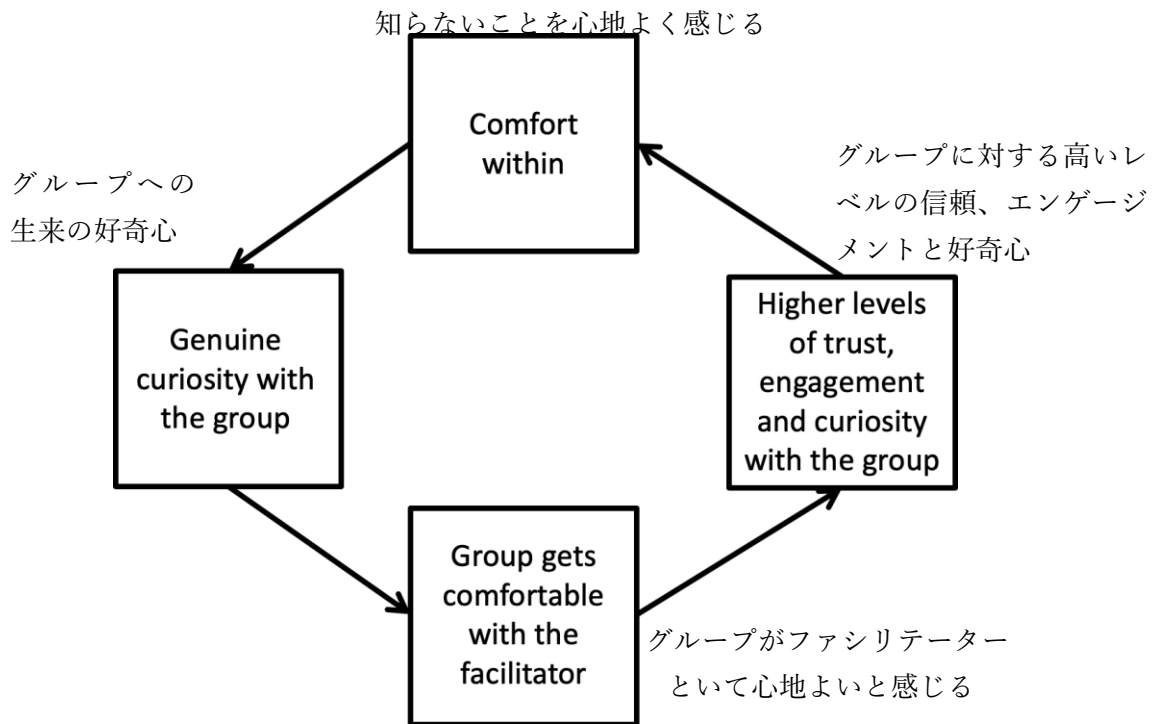 知らないことを心地よく感じる
Comfort
within
グループへの
生来の好奇心
グループに対する高いレ
ベルの信頼、エンゲージ
メントと好奇心
Genuine
curiosity with
the group
Higher levels
of trust,
engagement
and curiosity
with the group
Group gets
comfortable
with the
facilitator
グループがファシリテーター
といて心地よいと感じる